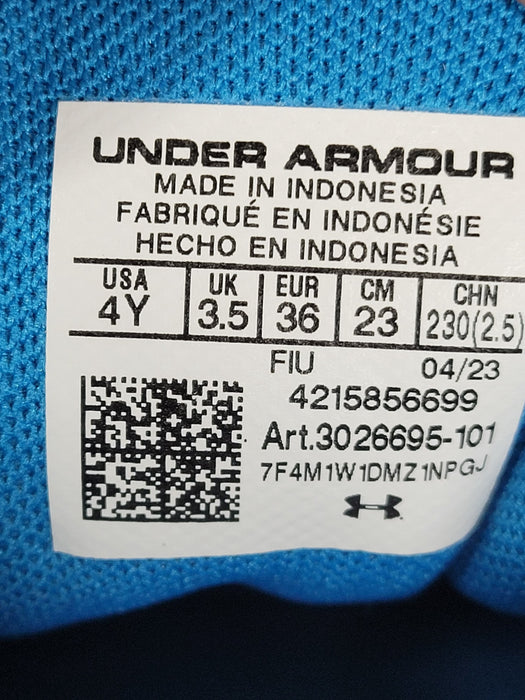 UNDER ARMOUR
MADE IN INDONESIA
FABRIQUÉ EN INDONÉSIE
HECHO EN INDONESIA
USA UK EUR CM CHN
4Y 3.5 36 23 230(2.5)
FIU 04/23
4215856699
Art.3026695-101
7F4M1W1DMZ1NPGJ